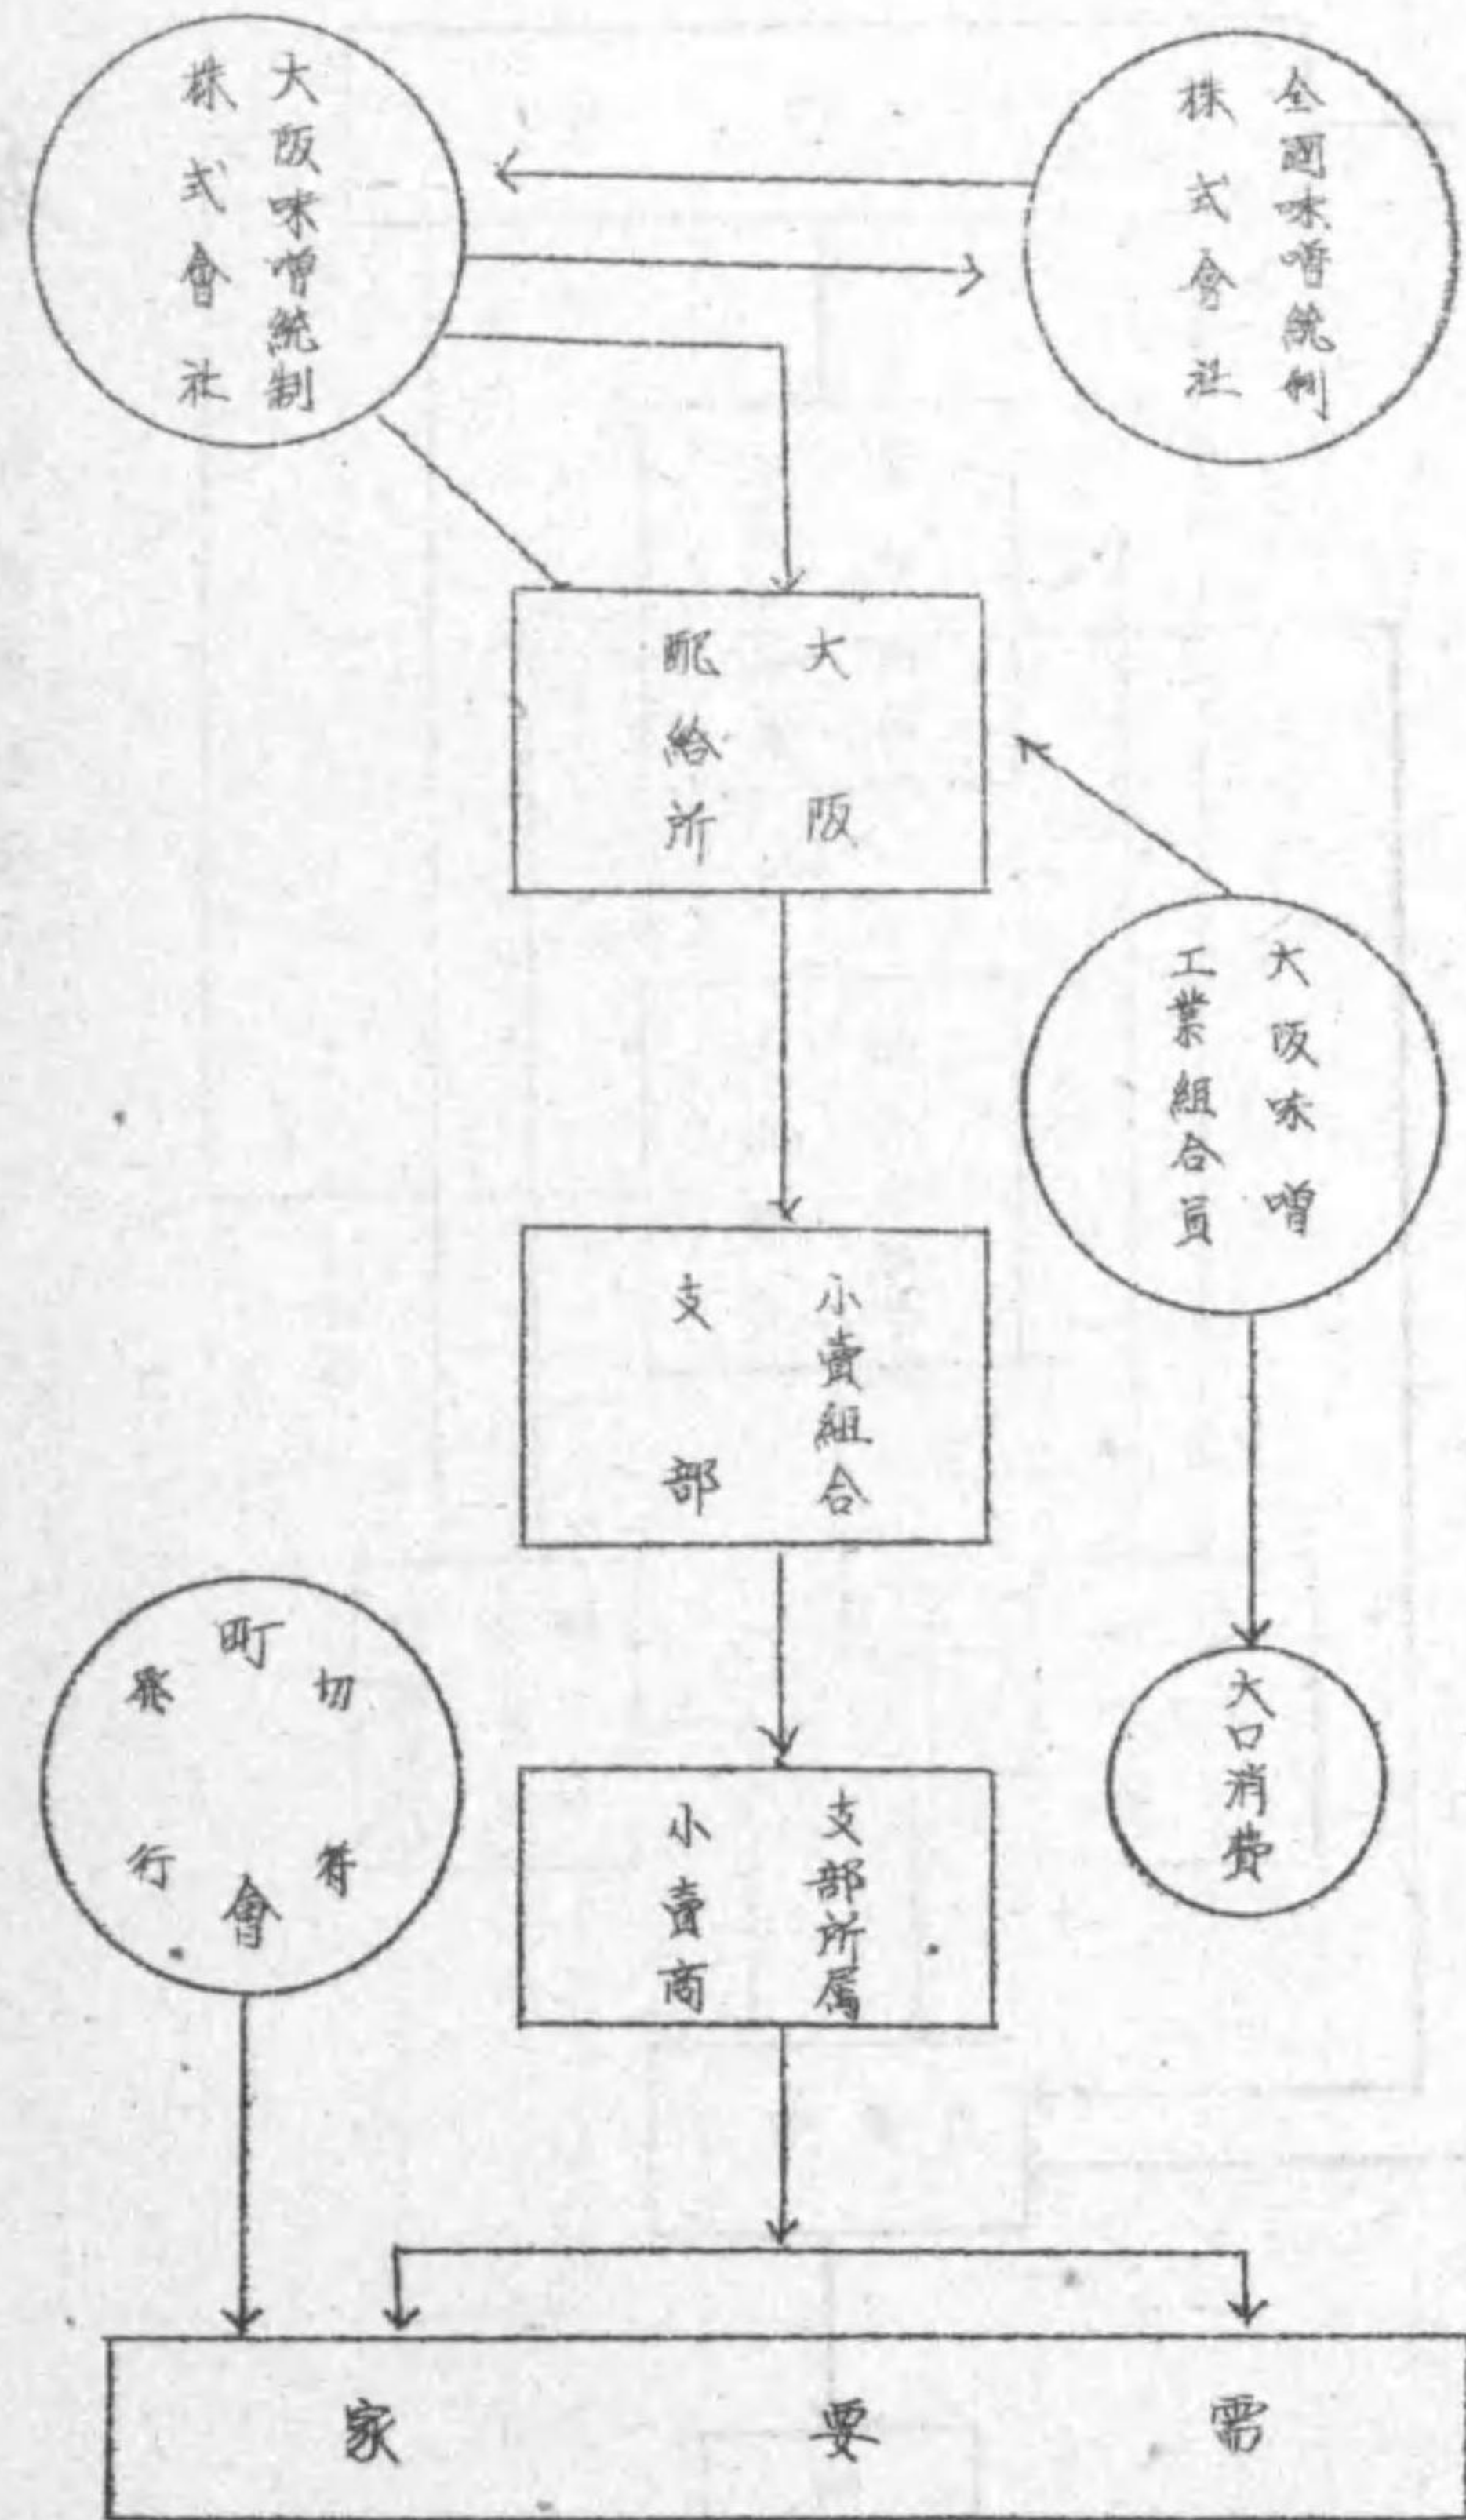 全國味噌統制
株式會社
大阪味噌統制
株式會社
大阪
配給所
大阪味噌
工業組合員
小賣組合
支部
大口消費
支部所属
小賣商
切符
町會
発行
需要家